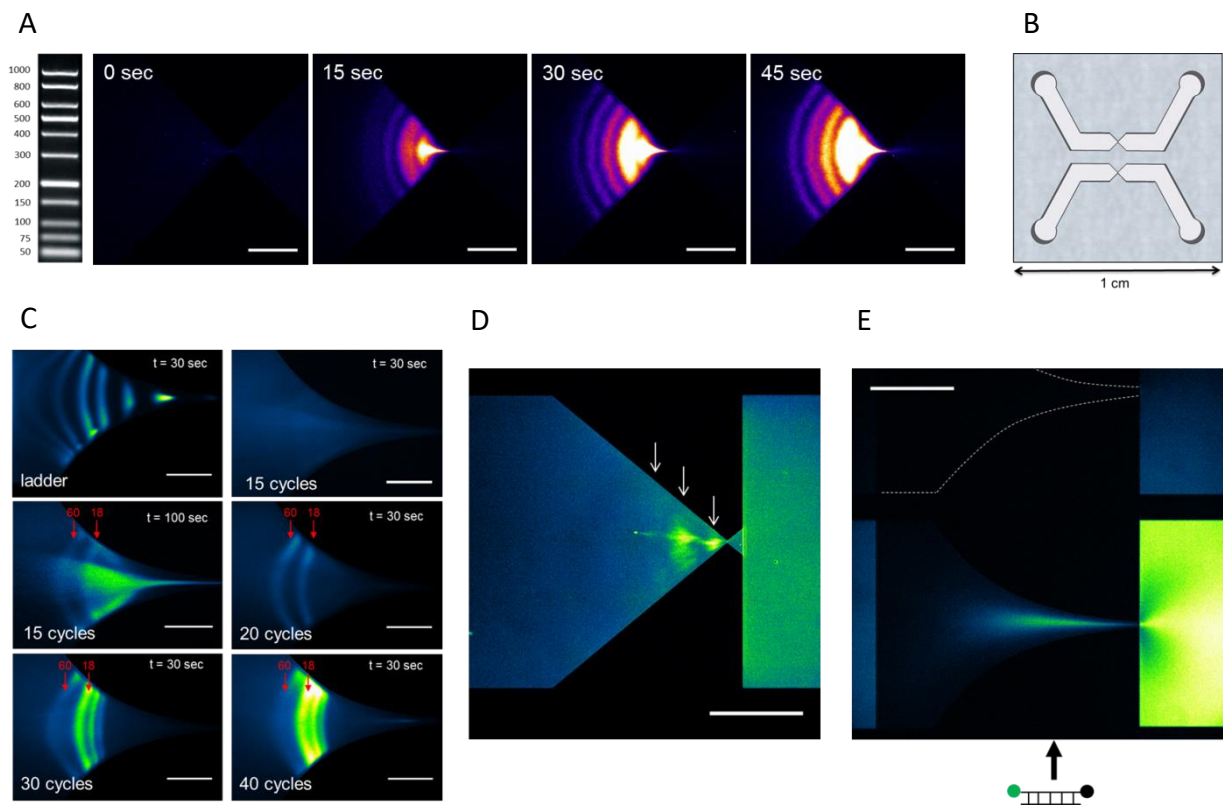 A
B
1000
800
600
500
400
300
200
150
100
75
50
0 sec
15 sec
30 sec
45 sec
1 cm
C
D
E
t = 30 sec
ladder
t = 30 sec
15 cycles
60 18
t = 100 sec
15 cycles
60 18
t = 30 sec
20 cycles
60 18
t = 30 sec
30 cycles
60 18
t = 30 sec
40 cycles